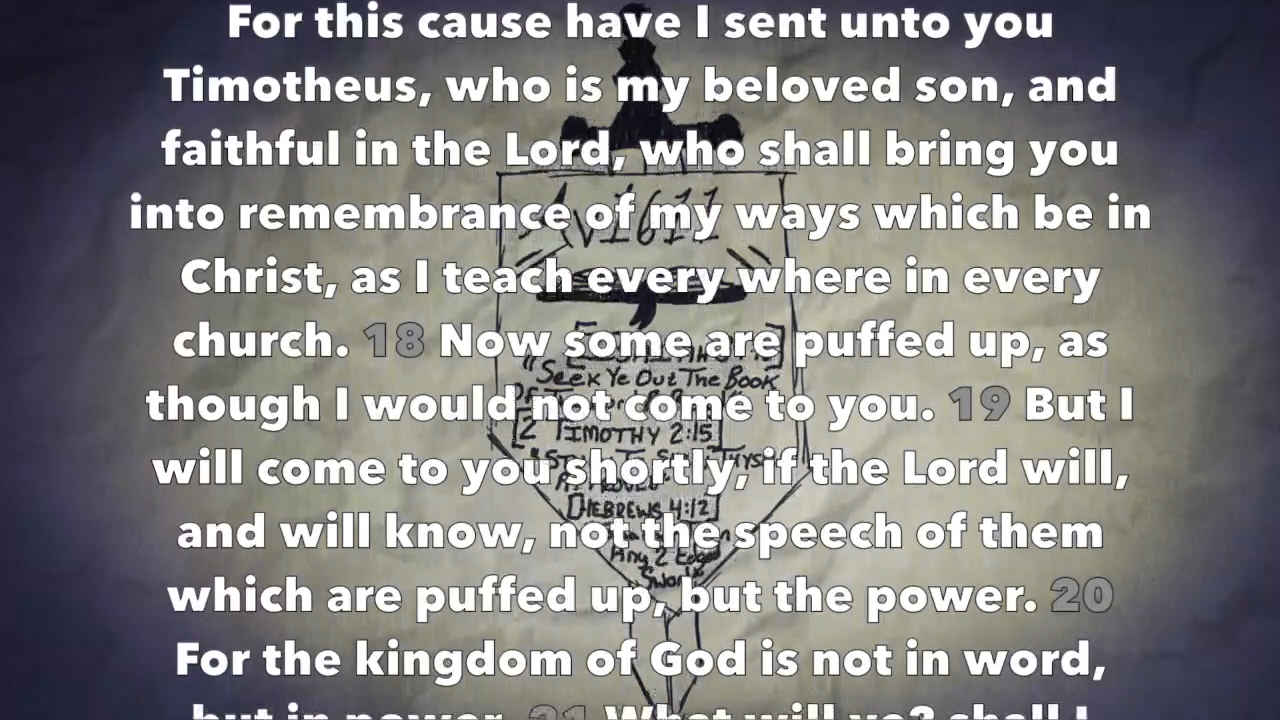 For this cause have I sent unto you
Timotheus, who is my beloved son, and
faithful in the Lord, who shall bring you
into remembrance of my ways which be in
Christ, as I teach every where in every
church. 18 Now some are puffed up, as
though I would not come to you. 19 But I
will come to you shortly, if the Lord will,
and will know, not the speech of them
which are puffed up, but the power. 20
For the kingdom of God is not in word,
but in power. 21 What will ye? shall I
AV1611
"Seek Ye Out The Book
[2 TIMOTHY 2:15]
[HEBREWS 4:12]
Any 2 Edged
Sword